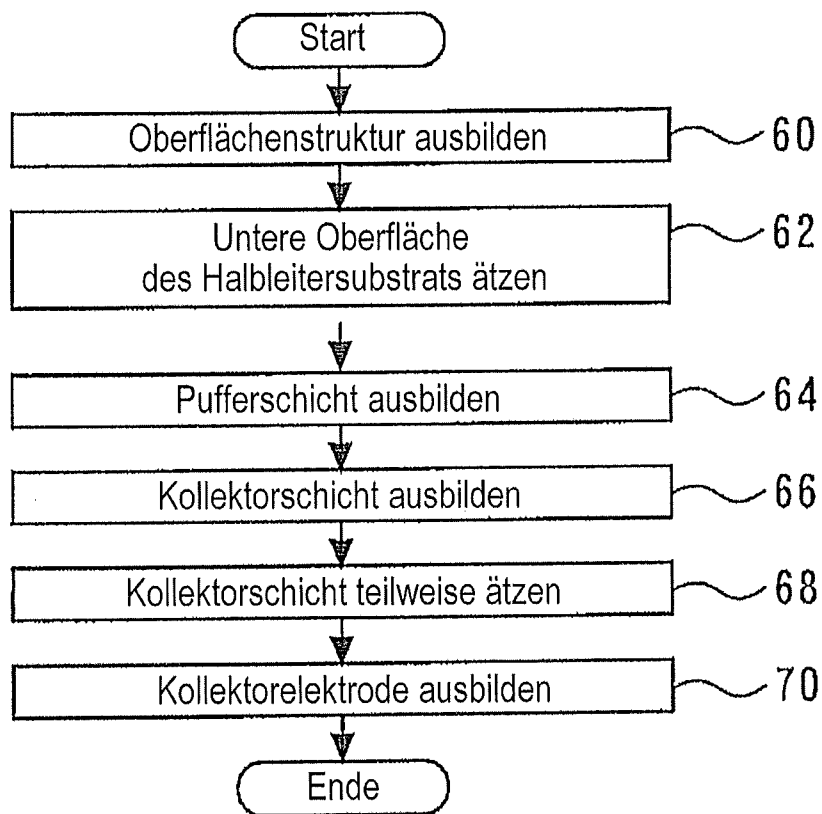 Start
Oberflächenstruktur ausbilden
60
Untere Oberfläche
des Halbleitersubstrats ätzen
62
Pufferschicht ausbilden
64
Kollektorschicht ausbilden
66
Kollektorschicht teilweise ätzen
68
Kollektorelektrode ausbilden
70
Ende